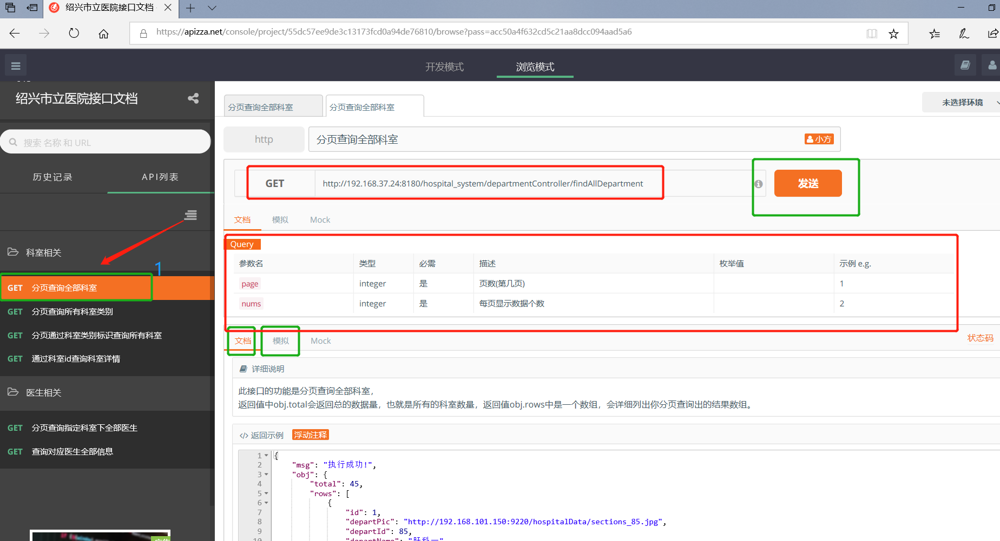 绍兴市立医院接口文档
https://apizza.net/console/project/55dc57ee9de3c13173fcd0a94de76810/browse?pass=acc50a4f632cd5c21aa8dcc094aad5a6
开发模式
浏览模式
绍兴市立医院接口文档
搜索 名称 和 URL
历史记录
API列表
科室相关
1
GET 分页查询全部科室
GET 分页查询所有科室类别
GET 分页通过科室类别标识查询所有科室
GET 通过科室id查询科室详情
医生相关
GET 分页查询指定科室下全部医生
GET 查询对应医生全部信息
分页查询全部科室
分页查询全部科室
未选择环境
http
分页查询全部科室
小方
GET
http://192.168.37.24:8180/hospital_system/departmentController/findAllDepartment
发送
文档 模拟 Mock
Query
参数名 类型 必需 描述 枚举值 示例 e.g.
page integer 是 页数(第几页) 1
nums integer 是 每页显示数据个数 2
文档 模拟 Mock
状态码
详细说明
此接口的功能是分页查询全部科室，
返回值中obj.total会返回总的数据量，也就是所有的科室数量，返回值obj.rows中是一个数组，会详细列出你分页查询出的结果数组。
</> 返回示例 浮动注释
1 {
2 "msg": "执行成功!",
3 "obj": {
4 "total": 45,
5 "rows": [
6 {
7 "id": 1,
8 "departPic": "http://192.168.101.150:9220/hospitalData/sections_85.jpg",
9 "departId": 85,
10 "departName": "肝科一"